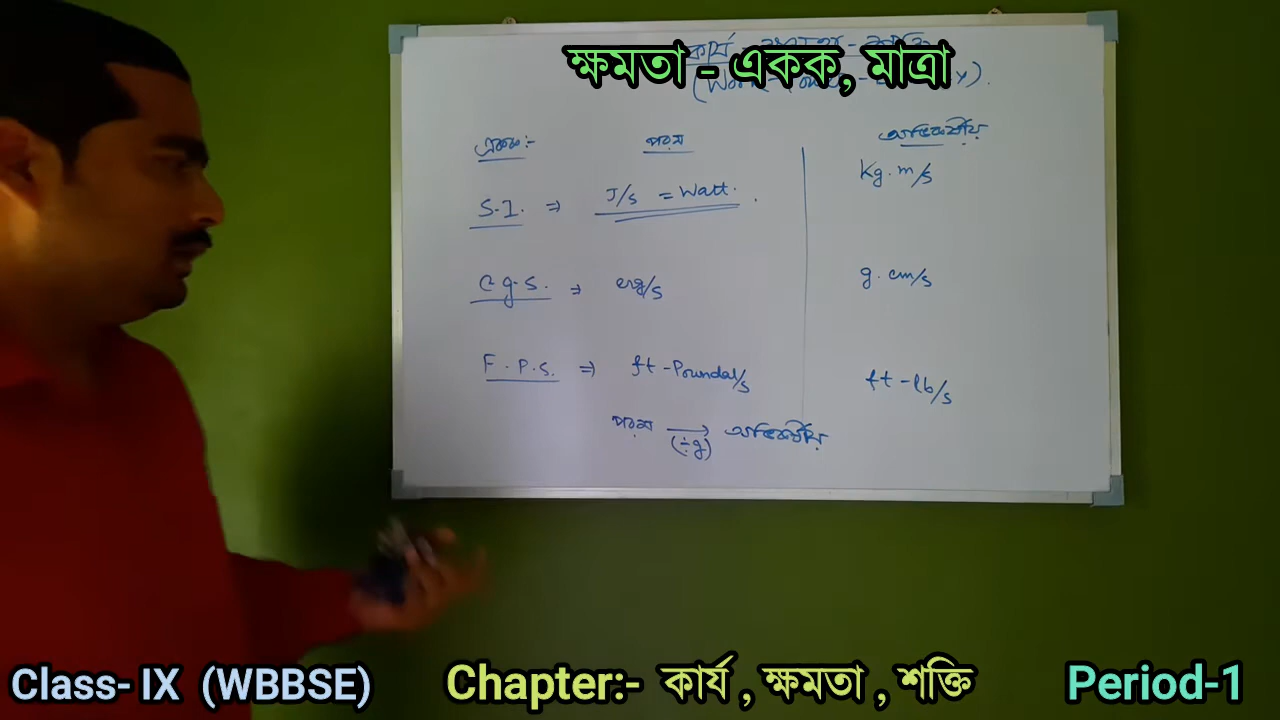 ক্ষমতা - একক, মাত্রা
একক:- পরম অভিকর্ষীয়
S.I. ⇒ J/s = Watt. Kg.m/s
C.g.s. ⇒ erg/s g.cm/s
F.P.S. ⇒ ft-Poundal/s ft-lb/s
পরম → (÷g) অভিকর্ষীয়
Class- IX (WBBSE) Chapter:- কার্য , ক্ষমতা , শক্তি Period-1